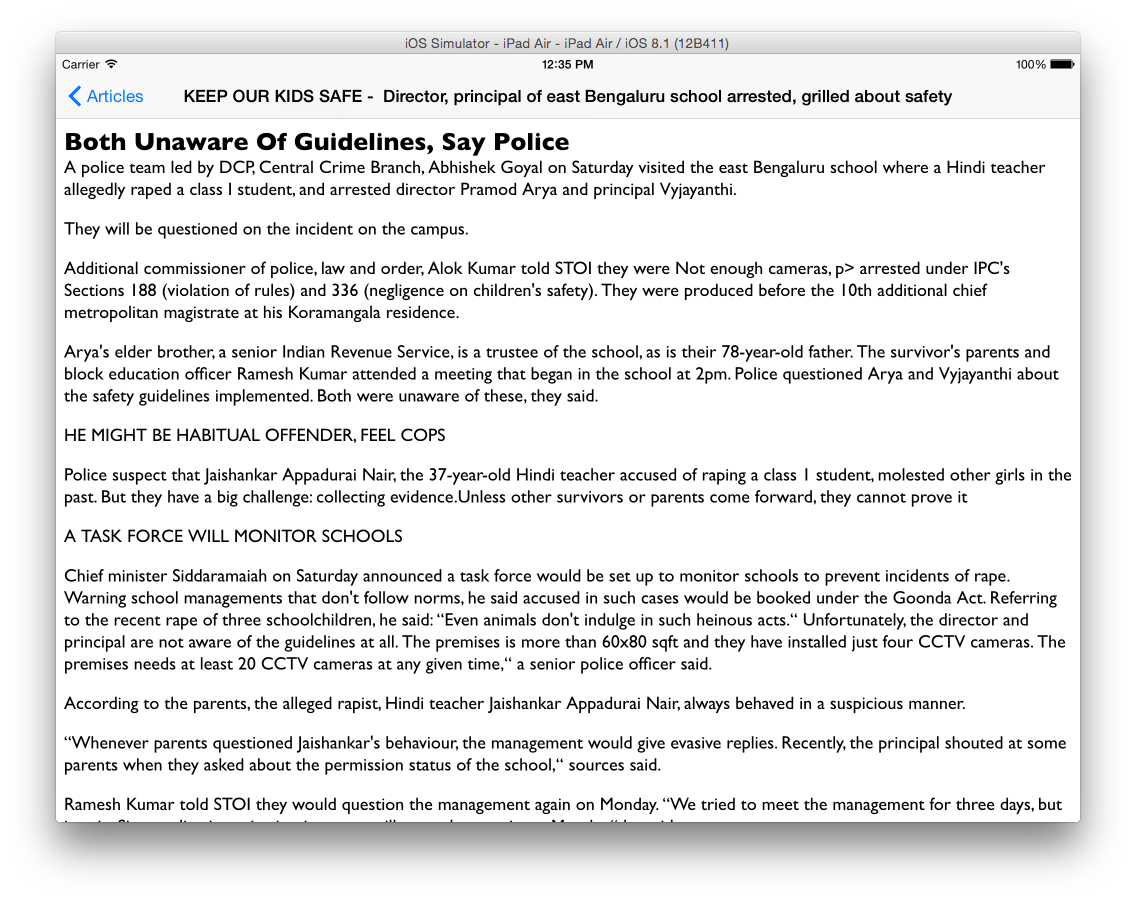 iOS Simulator - iPad Air - iPad Air / iOS 8.1 (12B411)
Carrier 12:35 PM 100%
Articles KEEP OUR KIDS SAFE - Director, principal of east Bengaluru school arrested, grilled about safety
Both Unaware Of Guidelines, Say Police
A police team led by DCP, Central Crime Branch, Abhishek Goyal on Saturday visited the east Bengaluru school where a Hindi teacher
allegedly raped a class I student, and arrested director Pramod Arya and principal Vyjayanthi.
They will be questioned on the incident on the campus.
Additional commissioner of police, law and order, Alok Kumar told STOI they were Not enough cameras, p> arrested under IPC's
Sections 188 (violation of rules) and 336 (negligence on children's safety). They were produced before the 10th additional chief
metropolitan magistrate at his Koramangala residence.
Arya's elder brother, a senior Indian Revenue Service, is a trustee of the school, as is their 78-year-old father. The survivor's parents and
block education officer Ramesh Kumar attended a meeting that began in the school at 2pm. Police questioned Arya and Vyjayanthi about
the safety guidelines implemented. Both were unaware of these, they said.
HE MIGHT BE HABITUAL OFFENDER, FEEL COPS
Police suspect that Jaishankar Appadurai Nair, the 37-year-old Hindi teacher accused of raping a class 1 student, molested other girls in the
past. But they have a big challenge: collecting evidence.Unless other survivors or parents come forward, they cannot prove it
A TASK FORCE WILL MONITOR SCHOOLS
Chief minister Siddaramaiah on Saturday announced a task force would be set up to monitor schools to prevent incidents of rape.
Warning school managements that don't follow norms, he said accused in such cases would be booked under the Goonda Act. Referring
to the recent rape of three schoolchildren, he said: “Even animals don't indulge in such heinous acts.“ Unfortunately, the director and
principal are not aware of the guidelines at all. The premises is more than 60x80 sqft and they have installed just four CCTV cameras. The
premises needs at least 20 CCTV cameras at any given time,“ a senior police officer said.
According to the parents, the alleged rapist, Hindi teacher Jaishankar Appadurai Nair, always behaved in a suspicious manner.
“Whenever parents questioned Jaishankar's behaviour, the management would give evasive replies. Recently, the principal shouted at some
parents when they asked about the permission status of the school,“ sources said.
Ramesh Kumar told STOI they would question the management again on Monday. “We tried to meet the management for three days, but